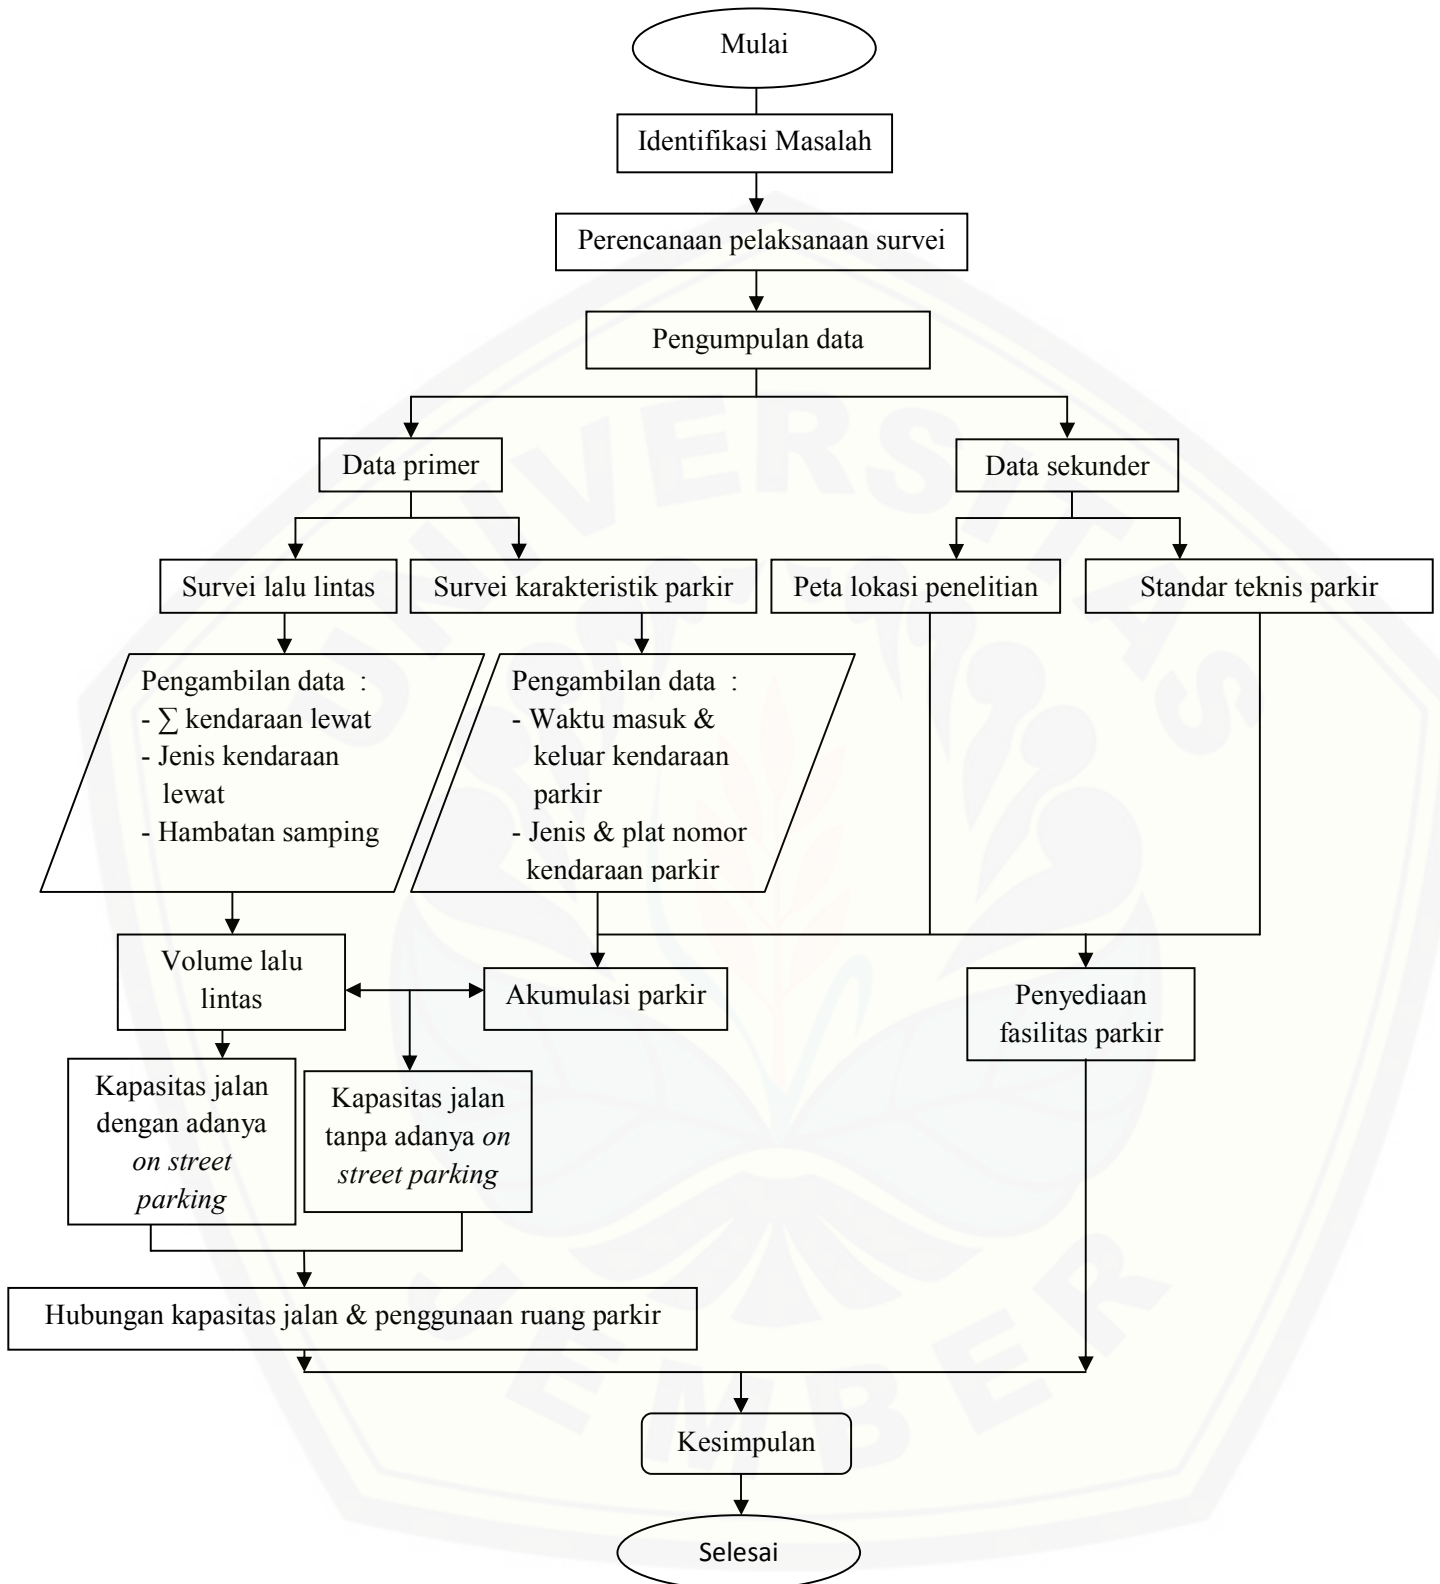 Mulai
Identifikasi Masalah
Perencanaan pelaksanaan survei
Pengumpulan data
Data primer
Data sekunder
Survei lalu lintas
Survei karakteristik parkir
Peta lokasi penelitian
Standar teknis parkir
Pengambilan data :
- ∑ kendaraan lewat
- Jenis kendaraan
lewat
- Hambatan samping
Pengambilan data :
- Waktu masuk &
keluar kendaraan
parkir
- Jenis & plat nomor
kendaraan parkir
Volume lalu
lintas
Akumulasi parkir
Penyediaan
fasilitas parkir
Kapasitas jalan
dengan adanya
on street
parking
Kapasitas jalan
tanpa adanya on
street parking
Hubungan kapasitas jalan & penggunaan ruang parkir
Kesimpulan
Selesai
UNIVERSITAS
JEMBER